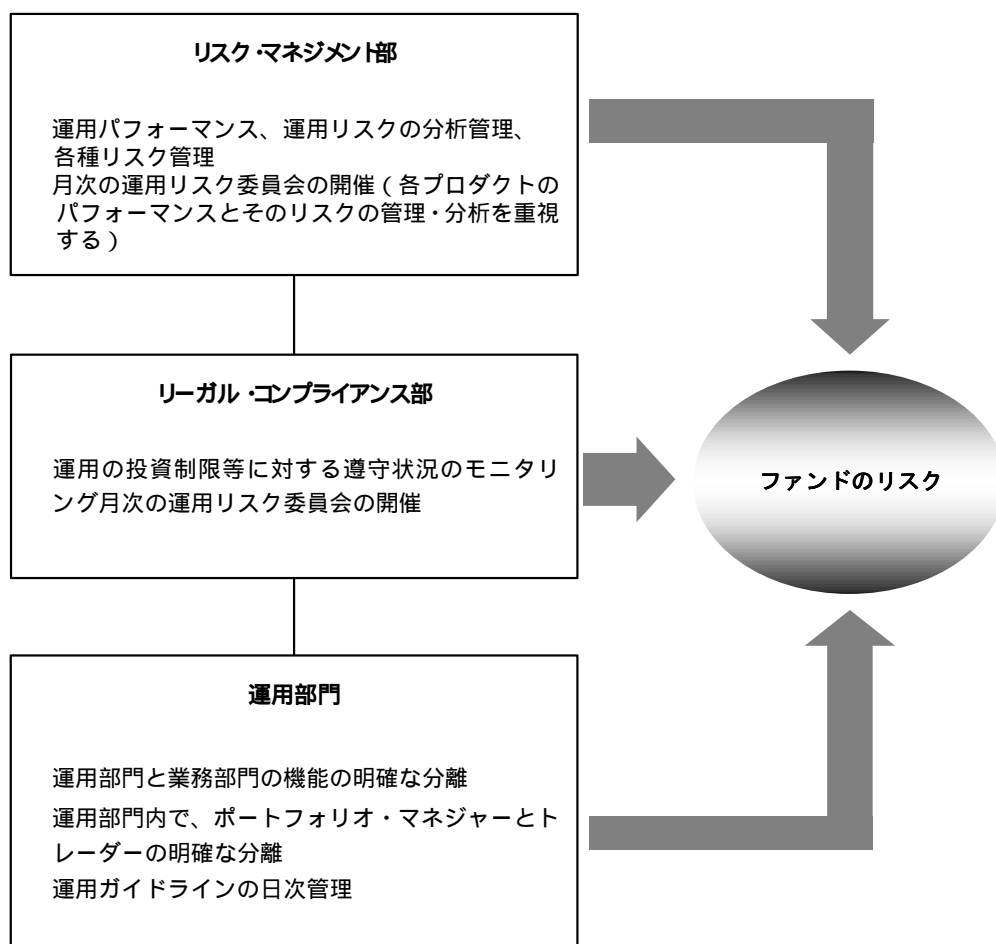 リスク・マネジメント部
運用パフォーマンス、運用リスクの分析管理、
各種リスク管理
月次の運用リスク委員会の開催（各プロダクトの
パフォーマンスとそのリスクの管理・分析を重視
する）
リーガル・コンプライアンス部
運用の投資制限等に対する遵守状況のモニタリ
ング月次の運用リスク委員会の開催
ファンドのリスク
運用部門
運用部門と業務部門の機能の明確な分離
運用部門内で、ポートフォリオ・マネジャーとト
レーダーの明確な分離
運用ガイドラインの日次管理